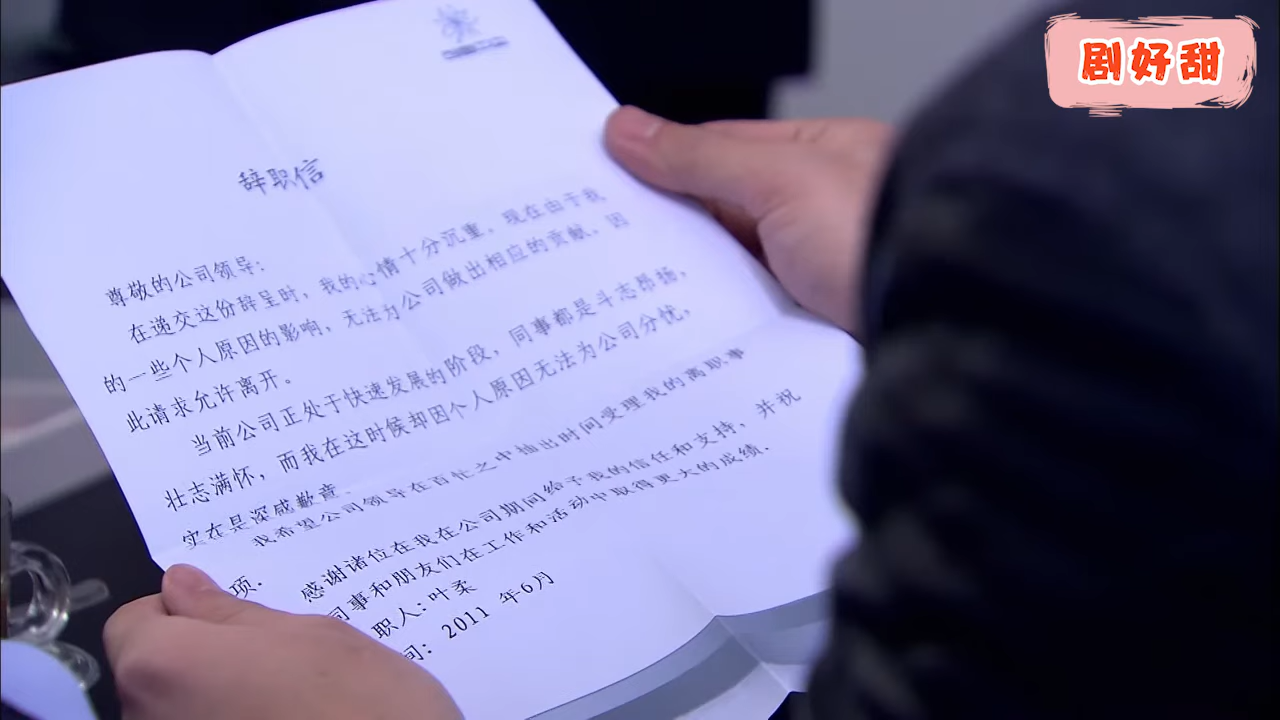 剧好甜
辞职信
尊敬的公司领导:
在递交这份辞呈时，我的心情十分沉重。现在由于我
的一些个人原因的影响，无法为公司做出相应的贡献。因
此请求允许离开。
当前公司正处于快速发展的阶段，同事都是斗志昂扬，
壮志满怀，而我在这时候却因个人原因无法为公司分忧，
实在是深感歉意.
我希望公司领导在百忙之中抽出时间受理我的离职事
项.
感谢诸位在我在公司期间给予我的信任和支持，并祝
同事和朋友们在工作和活动中取得更大的成绩.
职人:叶柔
间: 2011 年6月